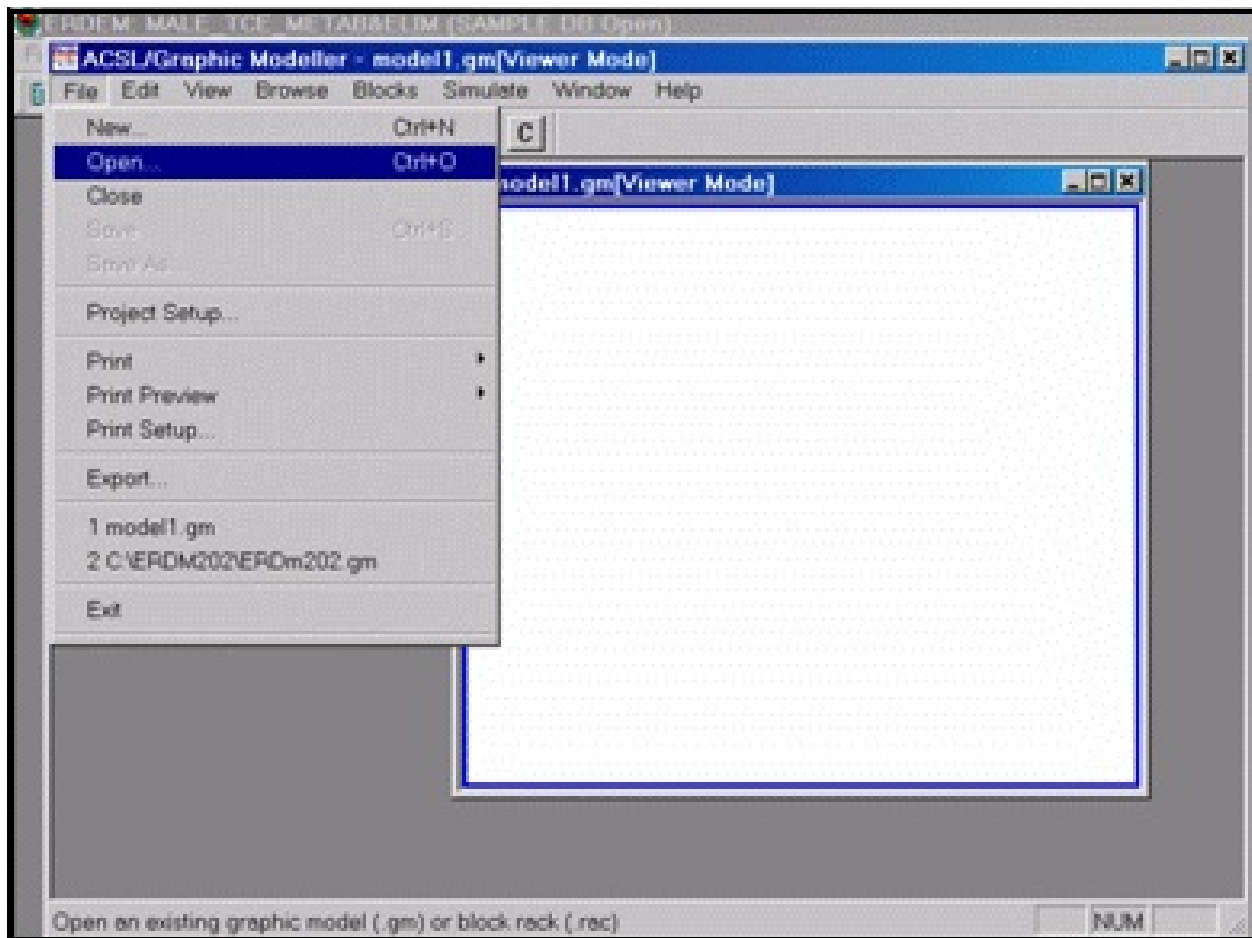 ERDEM: MALE_TCE_METAB&ELIM (SAMPLE DB Open)
ACSL/Graphic Modeller - model1.gm[Viewer Mode]
File Edit View Browse Blocks Simulate Window Help
New... Ctrl+N
C
Open... Ctrl+O
model1.gm[Viewer Mode]
Close
Save Ctrl+S
Save As
Project Setup...
Print
Print Preview
Print Setup...
Export...
1 model1.gm
2 C:\ERDM202\ERDm202.gm
Exit
Open an existing graphic model (.gm) or block rack (.rac)
NUM